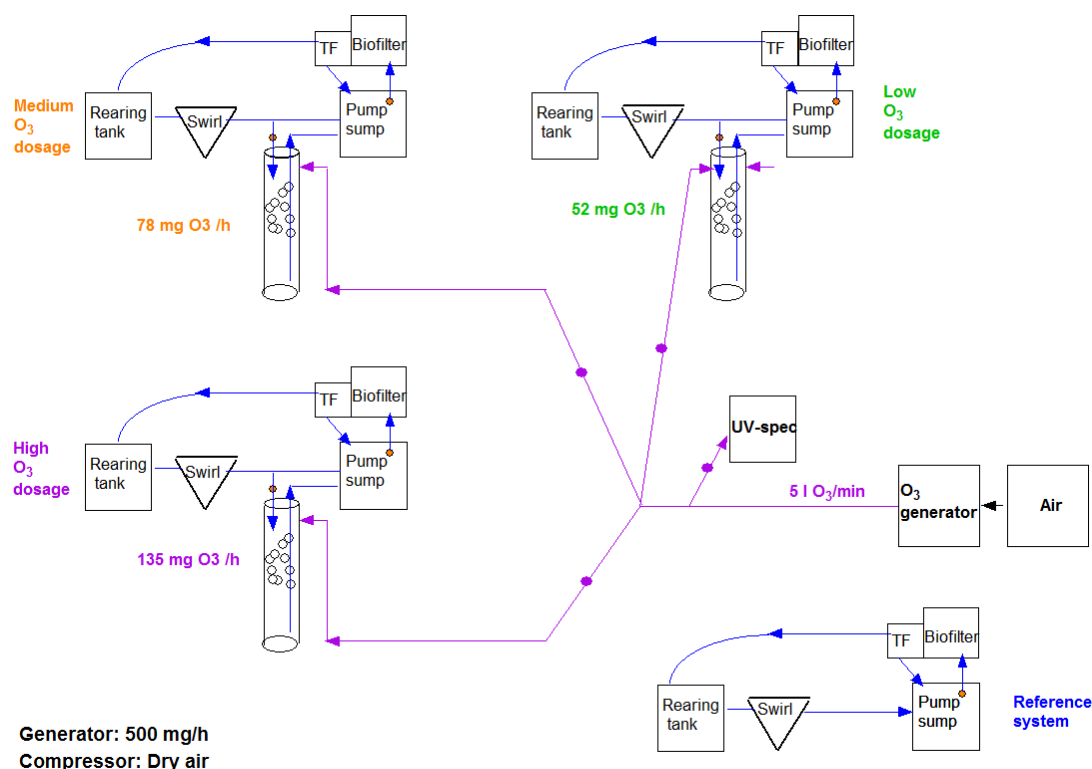 TF
Biofilter
Rearing
tank
Swirl
Pump
sump
Medium
O3
dosage
78 mg O3 /h
TF
Biofilter
Rearing
tank
Swirl
Pump
sump
Low
O3
dosage
52 mg O3 /h
TF
Biofilter
Rearing
tank
Swirl
Pump
sump
High
O3
dosage
135 mg O3 /h
UV-spec
5 l O3/min
O3
generator
Air
TF
Biofilter
Rearing
tank
Swirl
Pump
sump
Reference
system
Generator: 500 mg/h
Compressor: Dry air